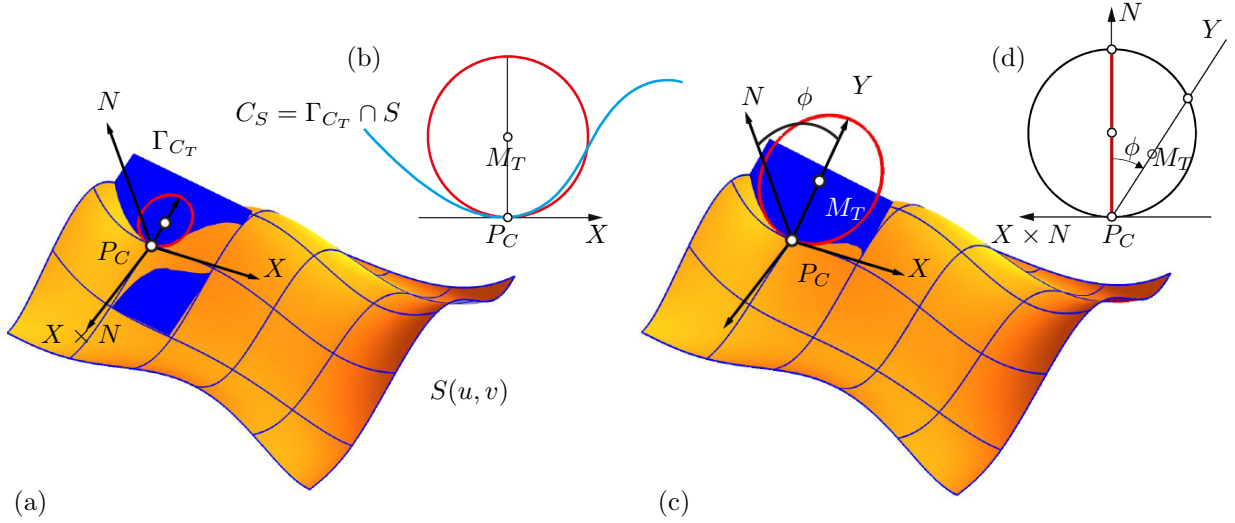 (b)
N
C_S = Γ_{C_T} ∩ S
Γ_{C_T}
M_T
P_C
X
P_C
X
X × N
S(u, v)
(a)
(d)
N
Y
φ
M_T
X × N
P_C
N
φ
Y
M_T
P_C
X
(c)